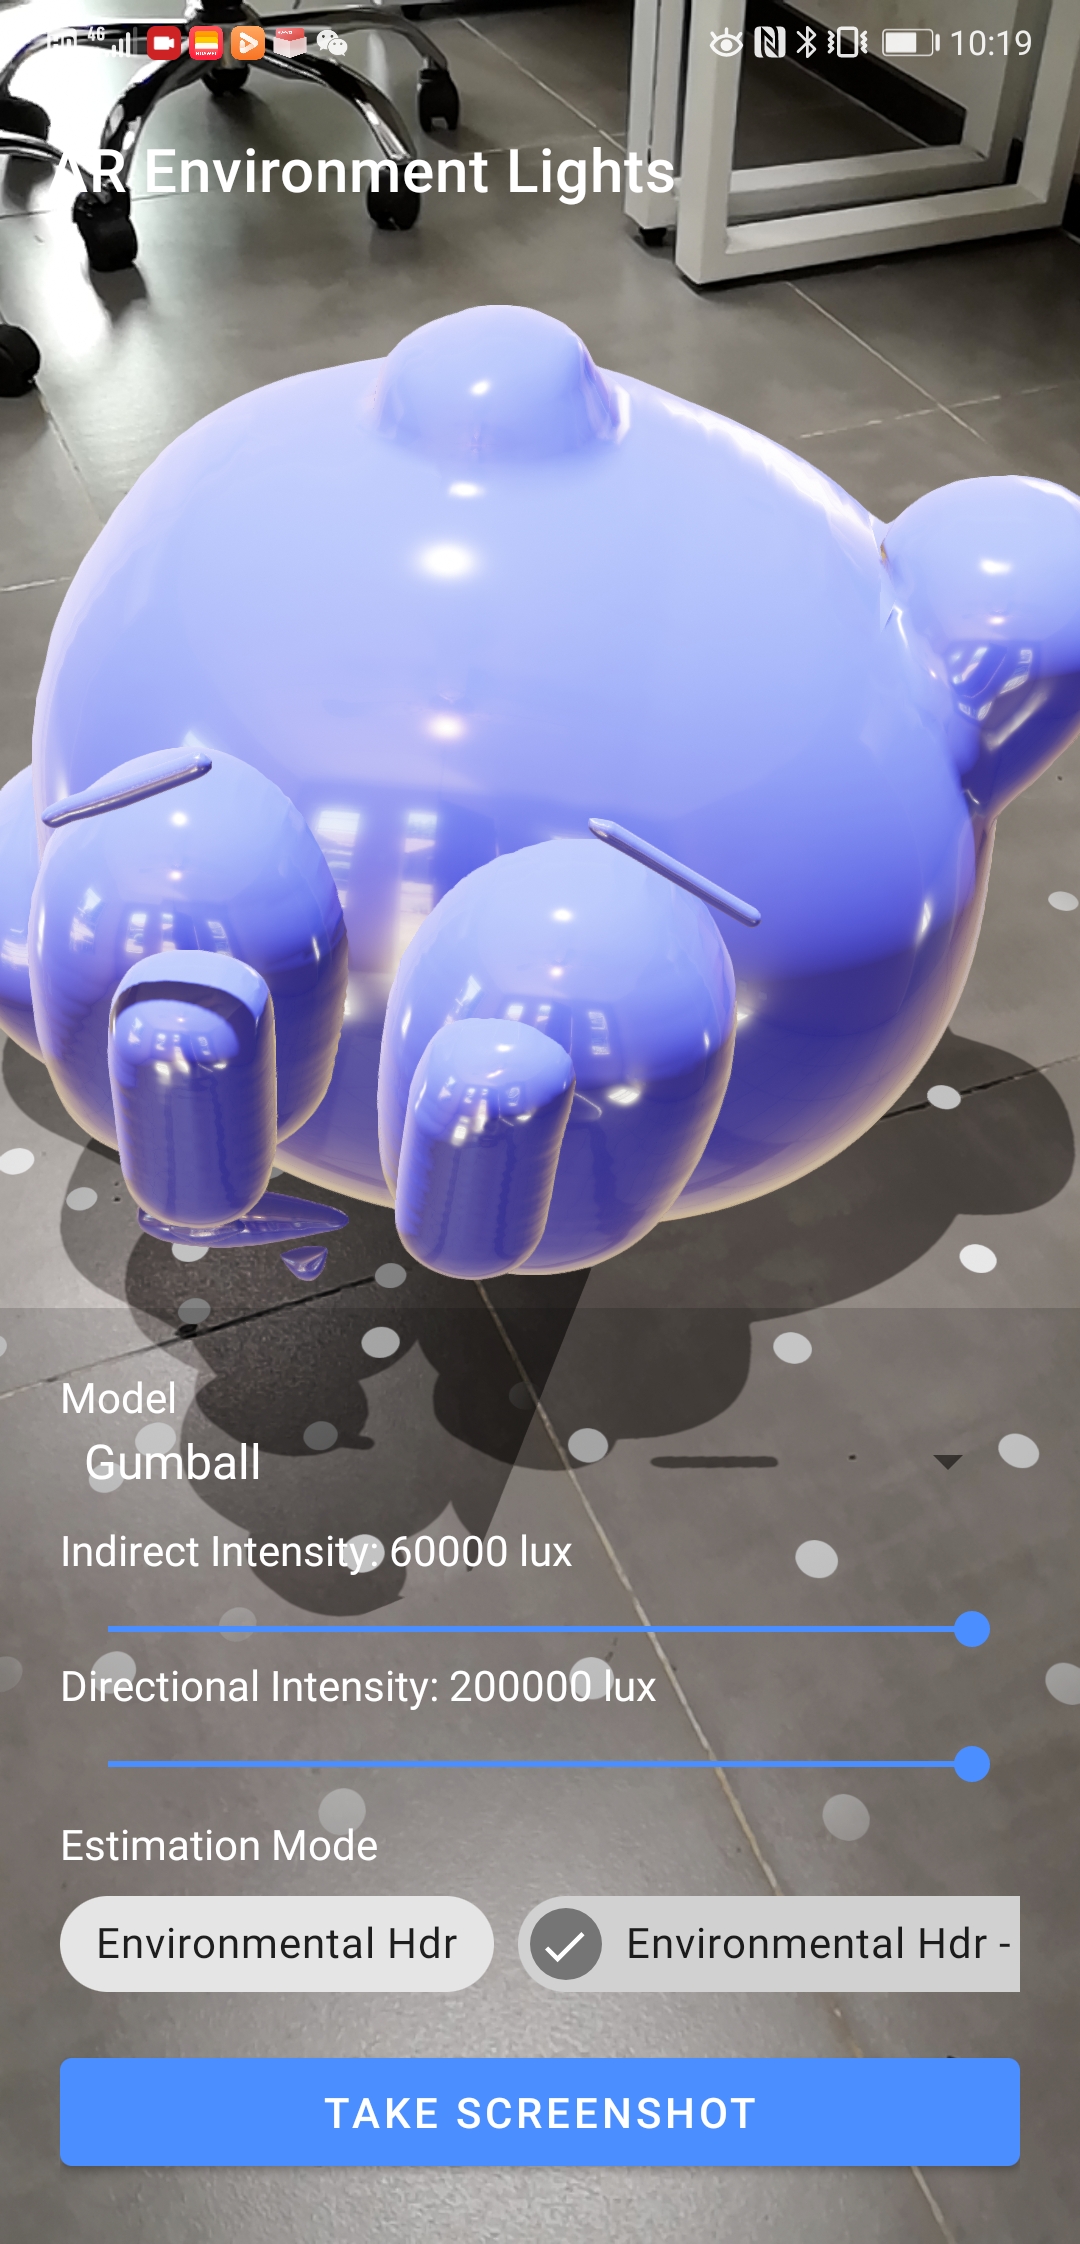 46
10:19
AR Environment Lights
Model
Gumball
Indirect Intensity: 60000 lux
Directional Intensity: 200000 lux
Estimation Mode
Environmental Hdr
Environmental Hdr -
TAKE SCREENSHOT